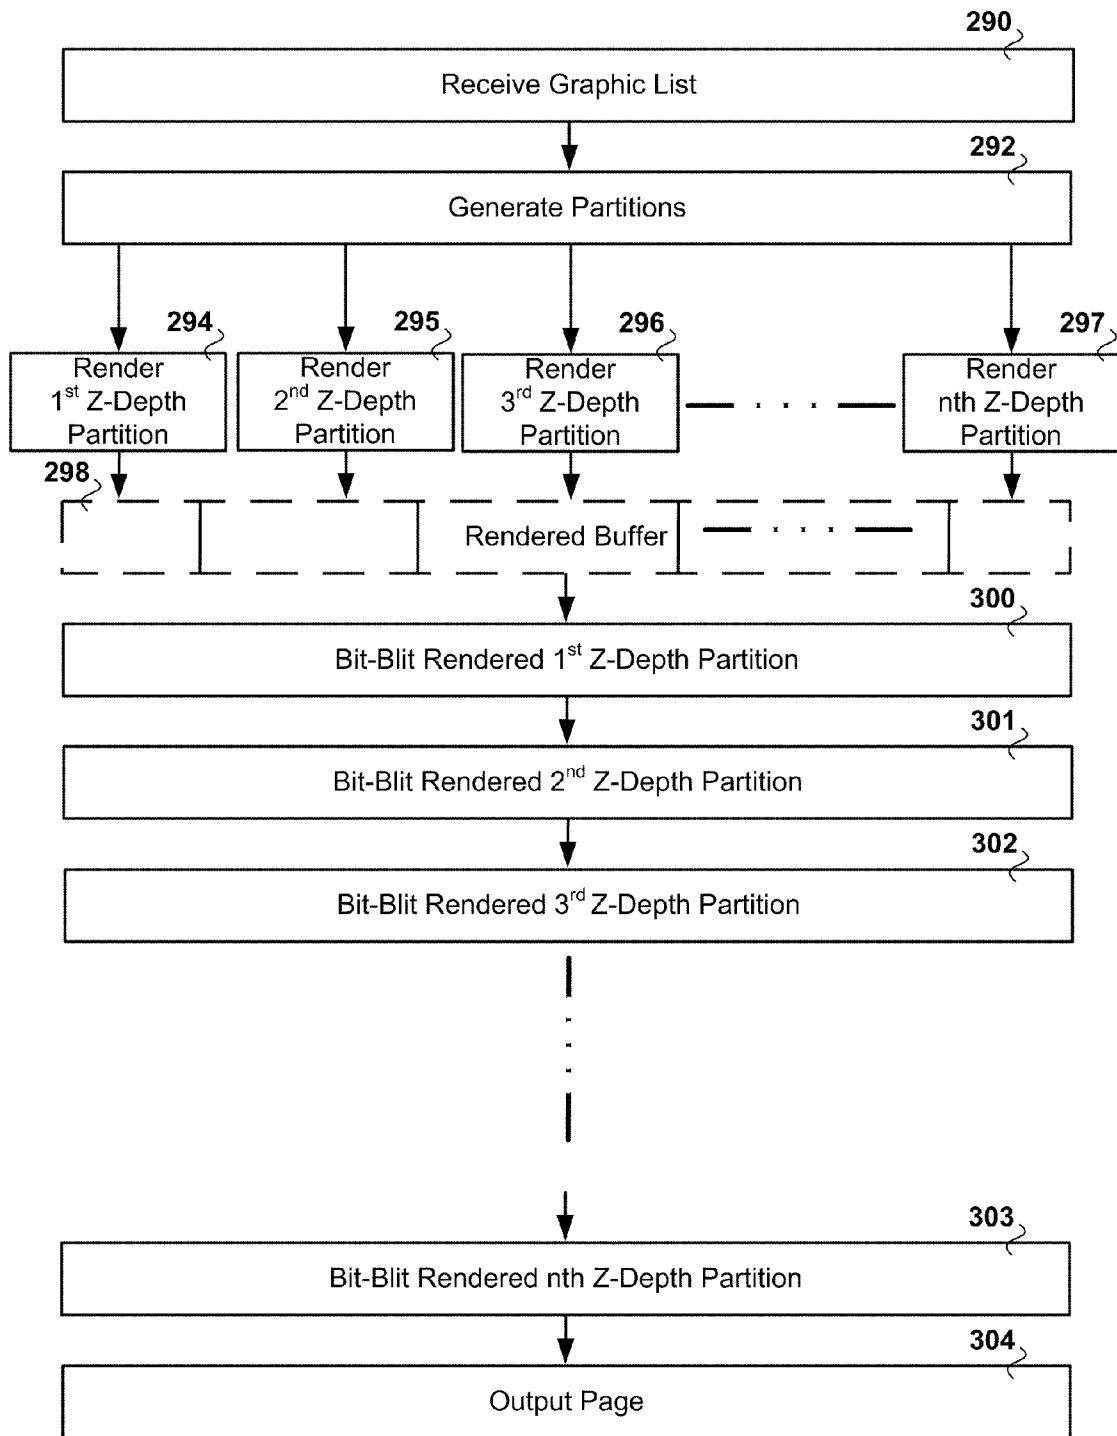 290
Receive Graphic List
292
Generate Partitions
294
295
296
297
Render
1st Z-Depth
Partition
Render
2nd Z-Depth
Partition
Render
3rd Z-Depth
Partition
Render
nth Z-Depth
Partition
298
Rendered Buffer
300
Bit-Blit Rendered 1st Z-Depth Partition
301
Bit-Blit Rendered 2nd Z-Depth Partition
302
Bit-Blit Rendered 3rd Z-Depth Partition
303
Bit-Blit Rendered nth Z-Depth Partition
304
Output Page